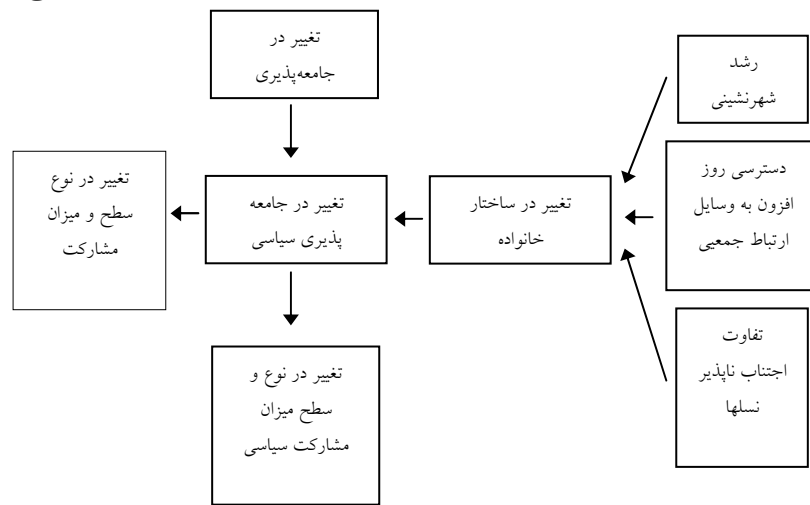 تغییر در
جامعه‌پذیری
رشد
شهرنشینی
دسترسی روز
افزون به وسایل
ارتباط جمعیی
تغییر در ساختار
خانواده
تغییر در جامعه
پذیری سیاسی
تغییر در نوع
سطح و میزان
مشارکت
تفاوت
اجتناب ناپذیر
نسلها
تغییر در نوع و
سطح میزان
مشارکت سیاسی